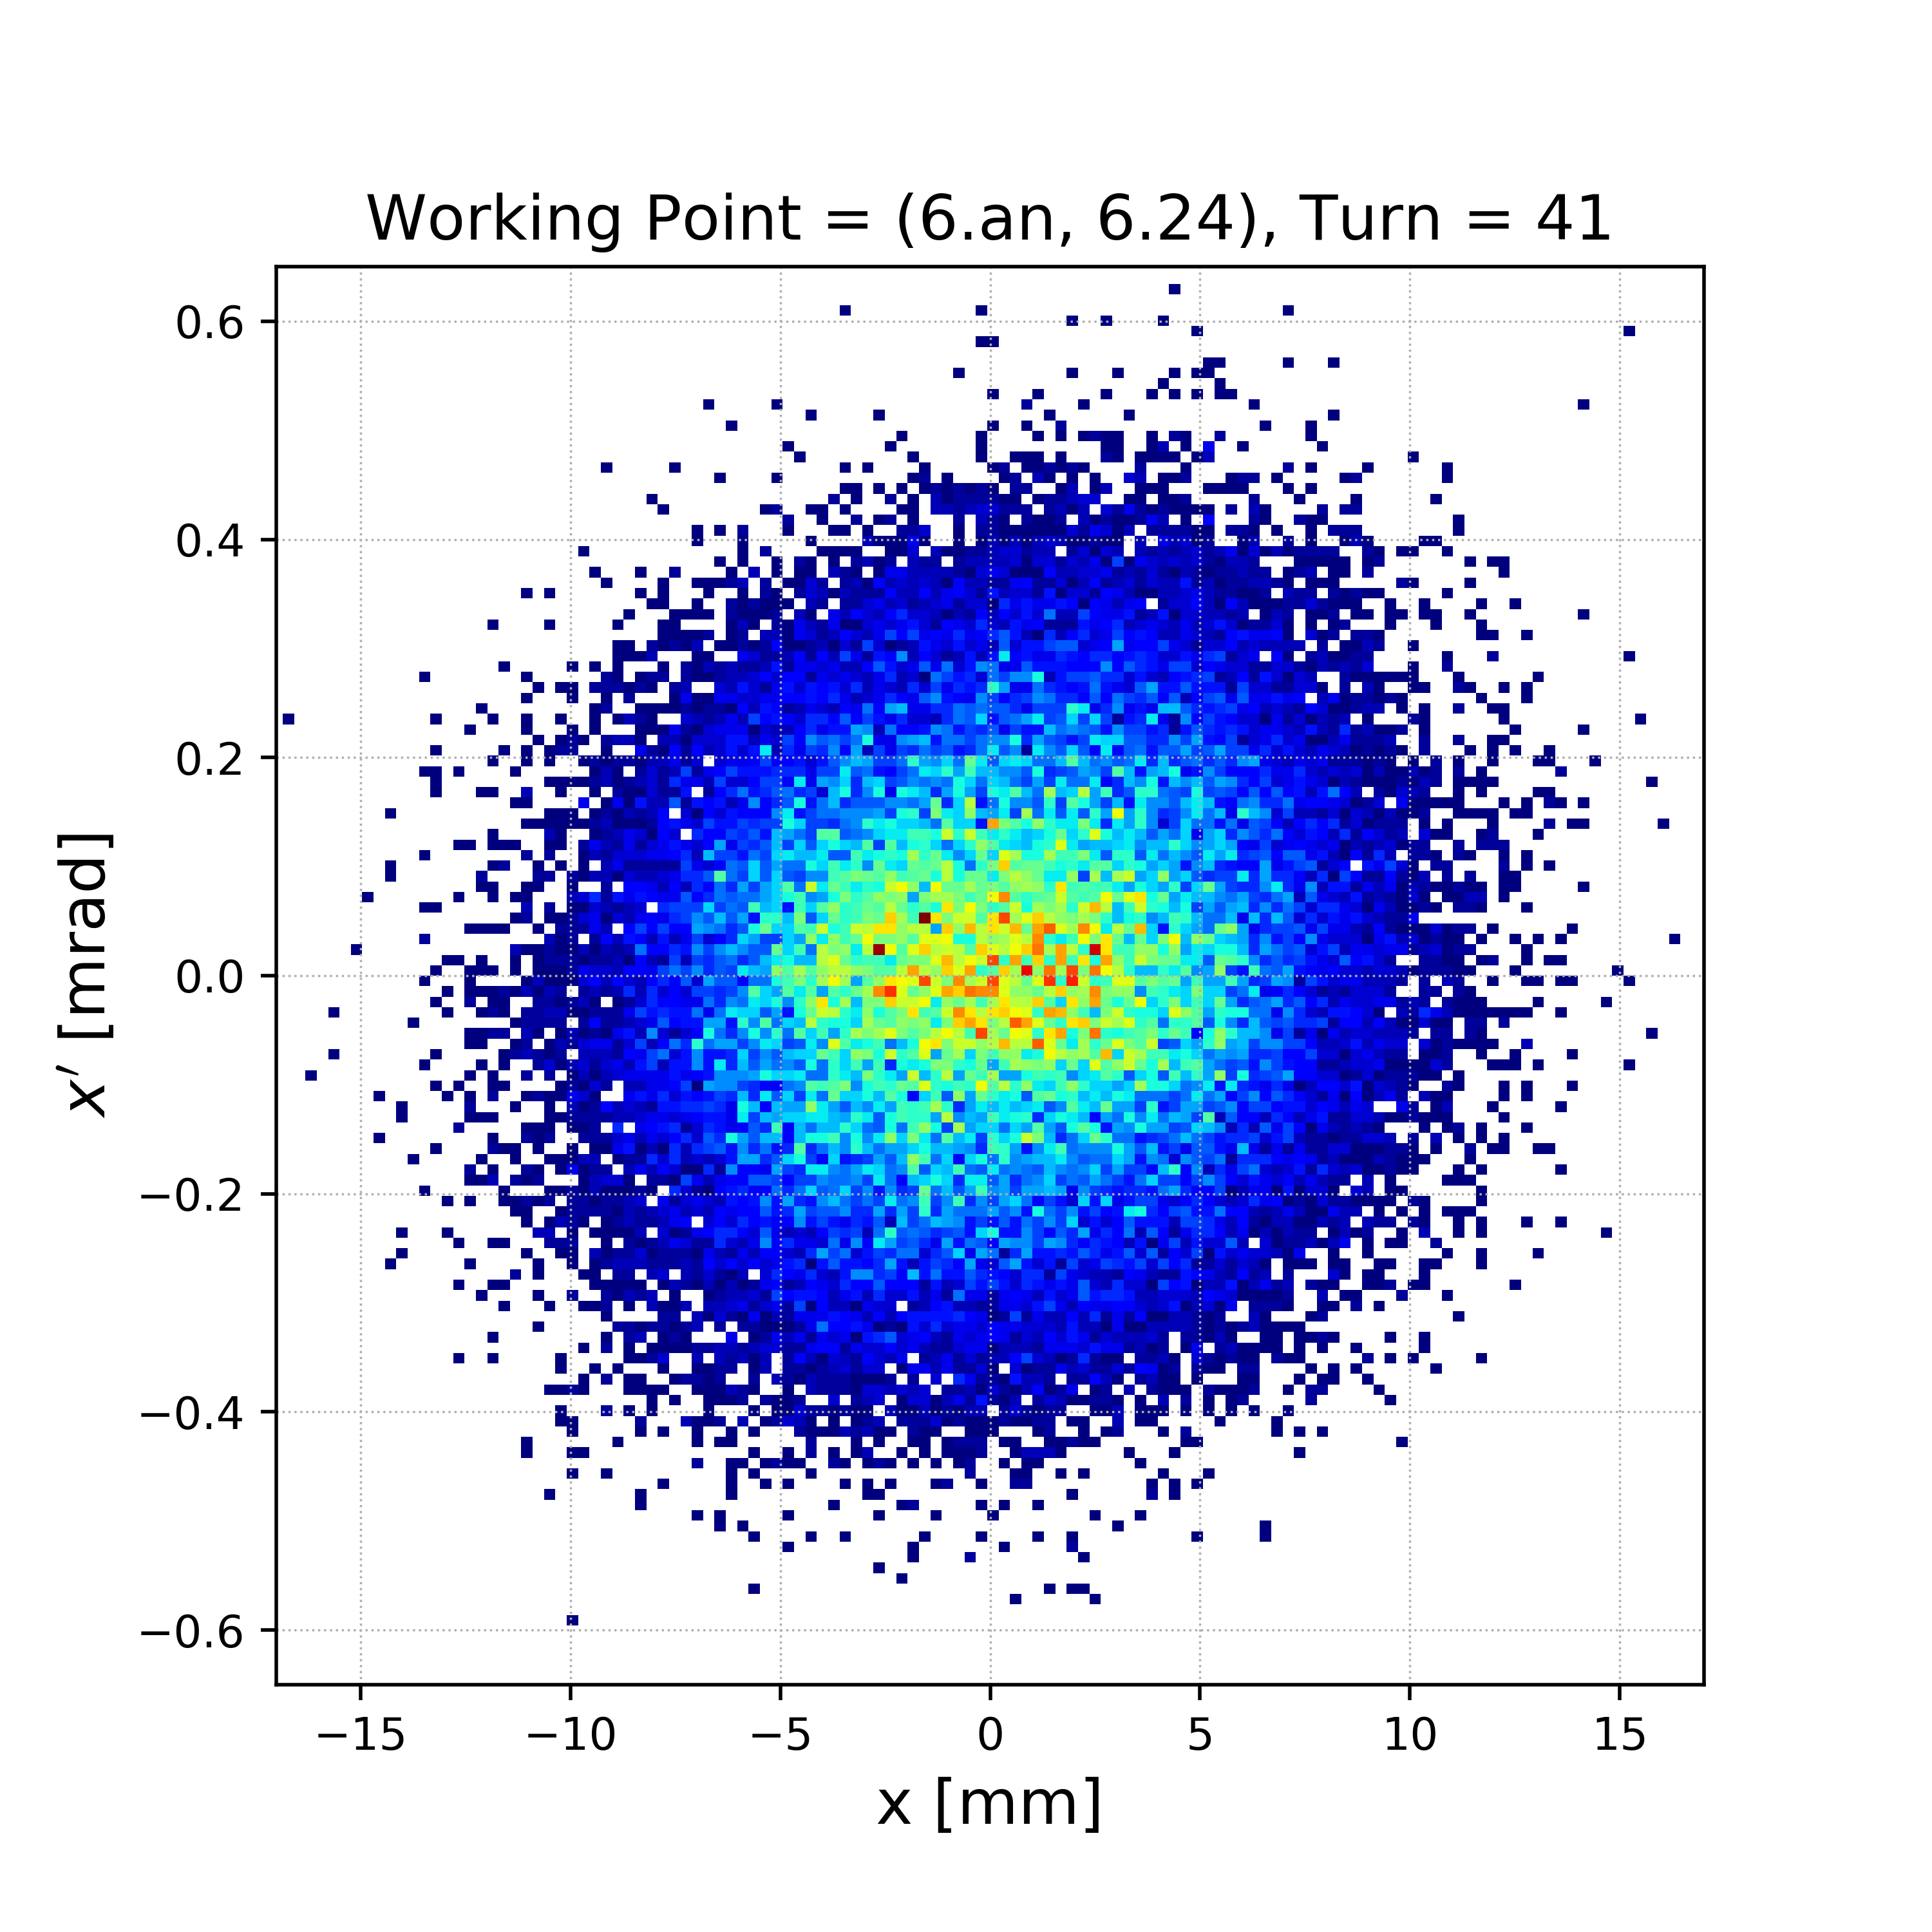 Working Point = (6.an, 6.24), Turn = 41
0.6
0.4
0.2
0.0
−0.2
−0.4
−0.6
x′ [mrad]
−15 −10 −5 0 5 10 15
x [mm]